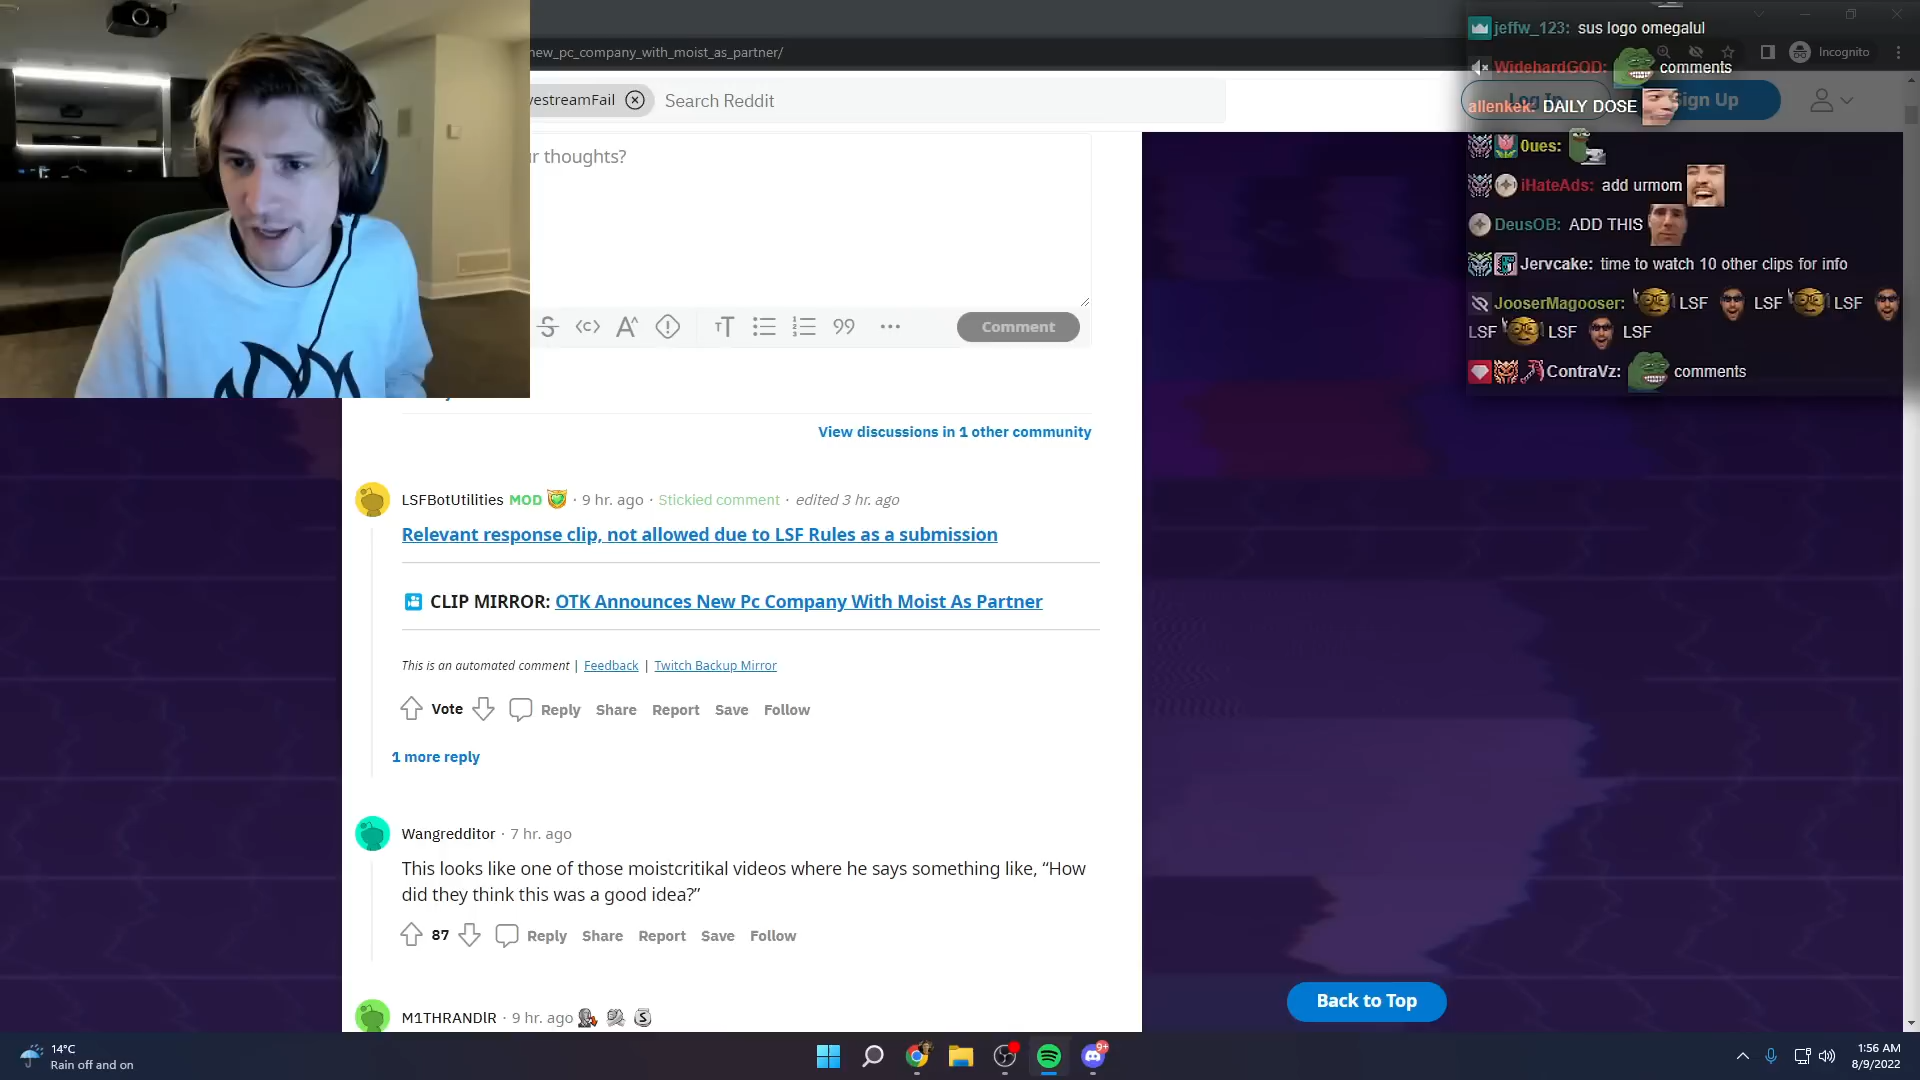 new_pc_company_with_moist_as_partner/
Incognito
vestreamFail
Search Reddit
Sign Up
r thoughts?
Comment
jeffw_123: sus logo omegalul
WidehardGOD: comments
allenkek: DAILY DOSE
0ues:
iHateAds: add urmom
DeusOB: ADD THIS
Jervcake: time to watch 10 other clips for info
JooserMagooser: LSF LSF LSF
LSF LSF LSF
ContraVz: comments
View discussions in 1 other community
LSFBotUtilities MOD · 9 hr. ago · Stickied comment · edited 3 hr. ago
Relevant response clip, not allowed due to LSF Rules as a submission
CLIP MIRROR: OTK Announces New Pc Company With Moist As Partner
This is an automated comment | Feedback | Twitch Backup Mirror
Vote Reply Share Report Save Follow
1 more reply
Wangredditor · 7 hr. ago
This looks like one of those moistcritikal videos where he says something like, “How
did they think this was a good idea?”
87 Reply Share Report Save Follow
M1THRANDlR · 9 hr. ago
Back to Top
14°C
Rain off and on
9+
1:56 AM
8/9/2022